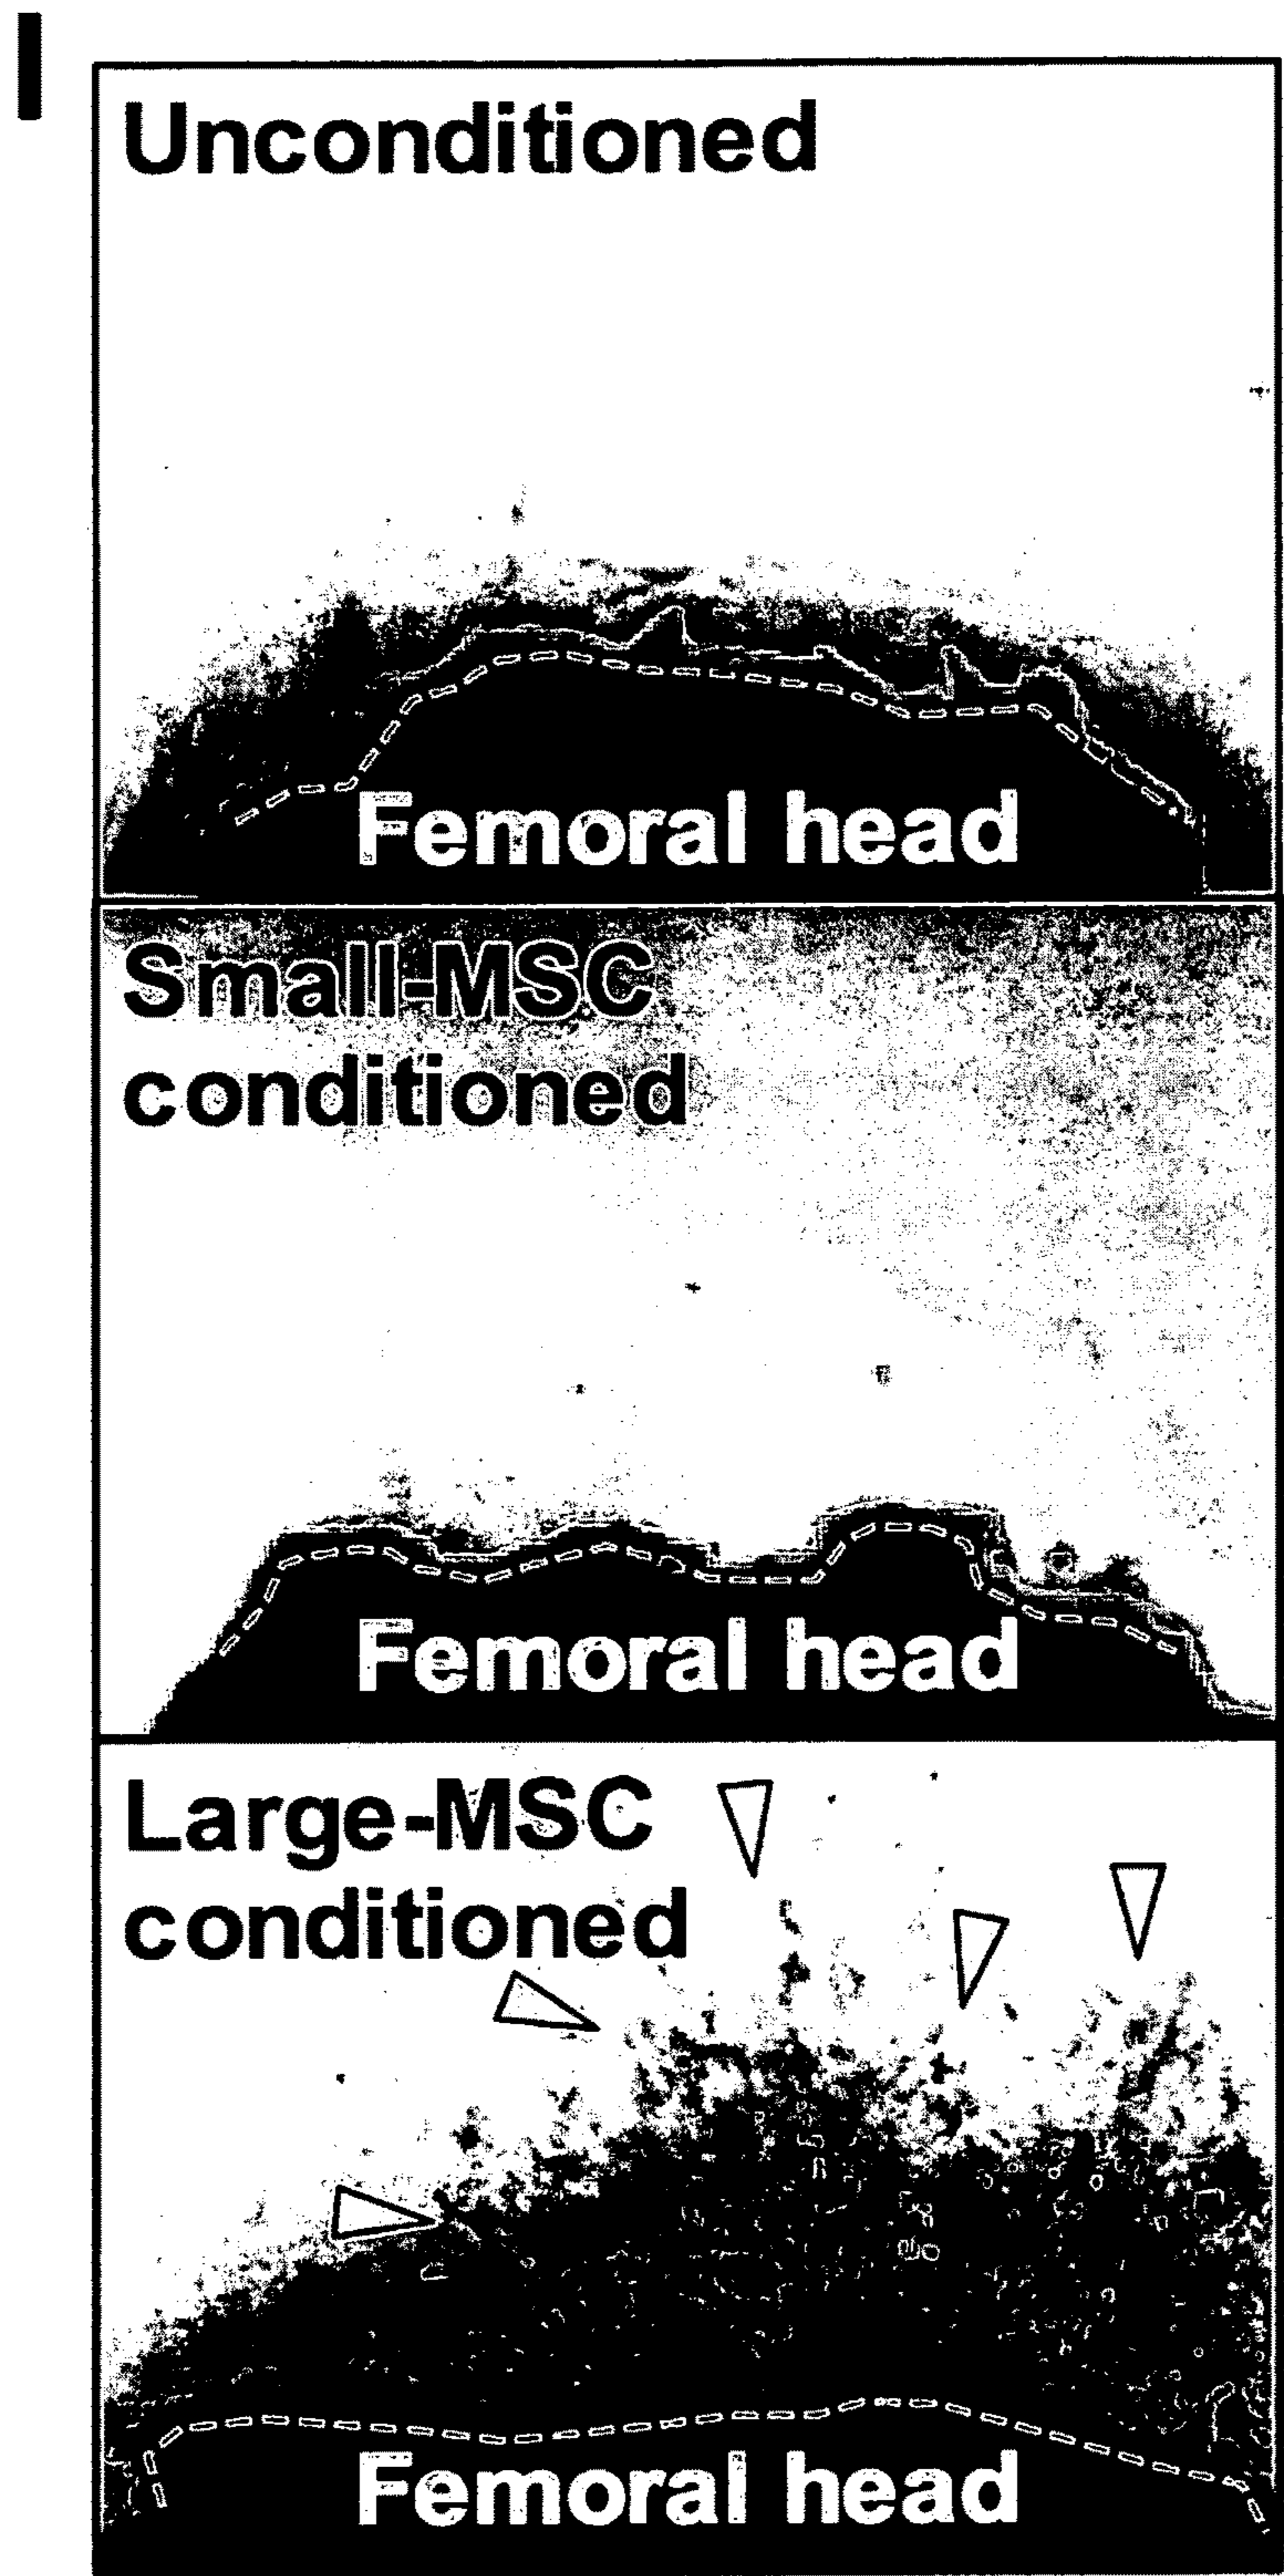 I
Unconditioned
Femoral head
Small-MSC
conditioned
Femoral head
Large-MSC
conditioned
Femoral head